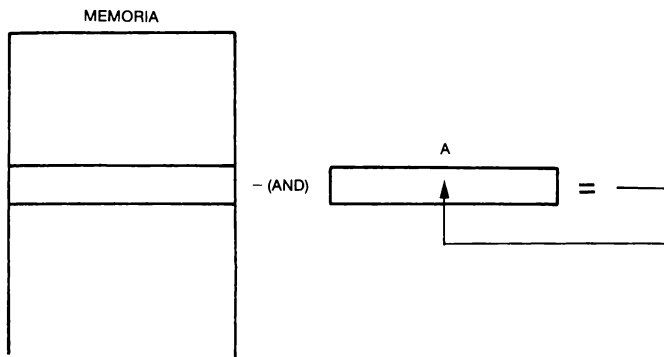 MEMORIA
A
– (AND)
=